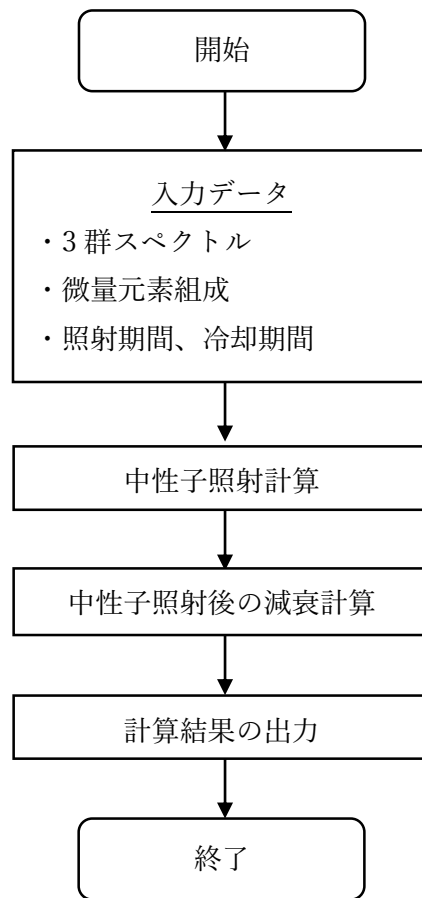 開始
入力データ
・3 群スペクトル
・微量元素組成
・照射期間、冷却期間
中性子照射計算
中性子照射後の減衰計算
計算結果の出力
終了